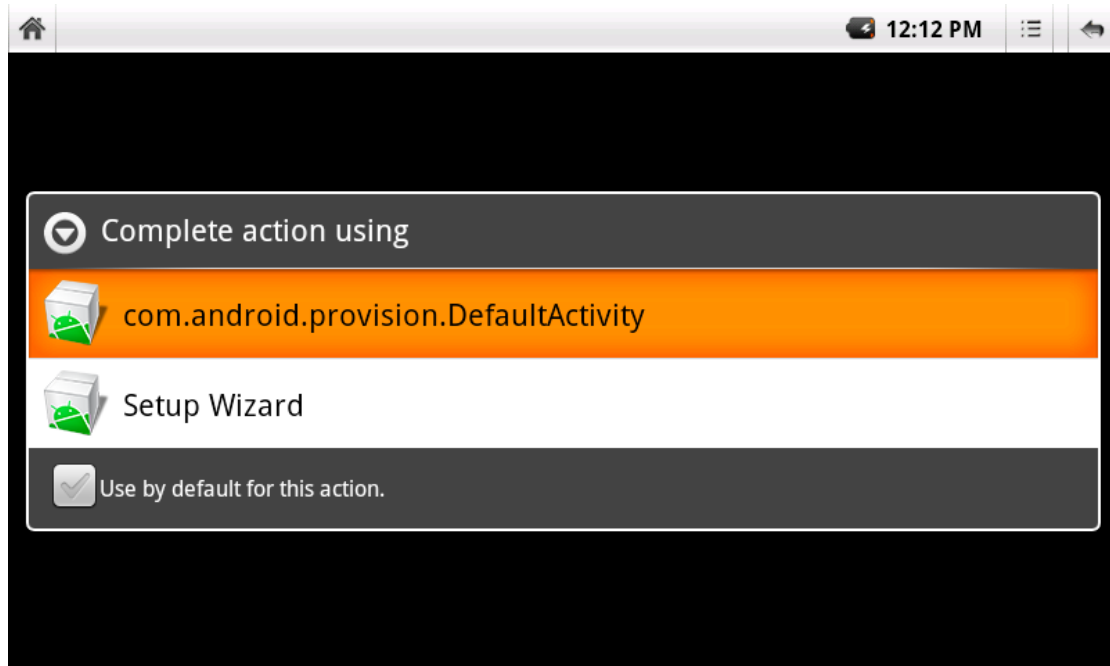 12:12 PM
Complete action using
com.android.provision.DefaultActivity
Setup Wizard
Use by default for this action.